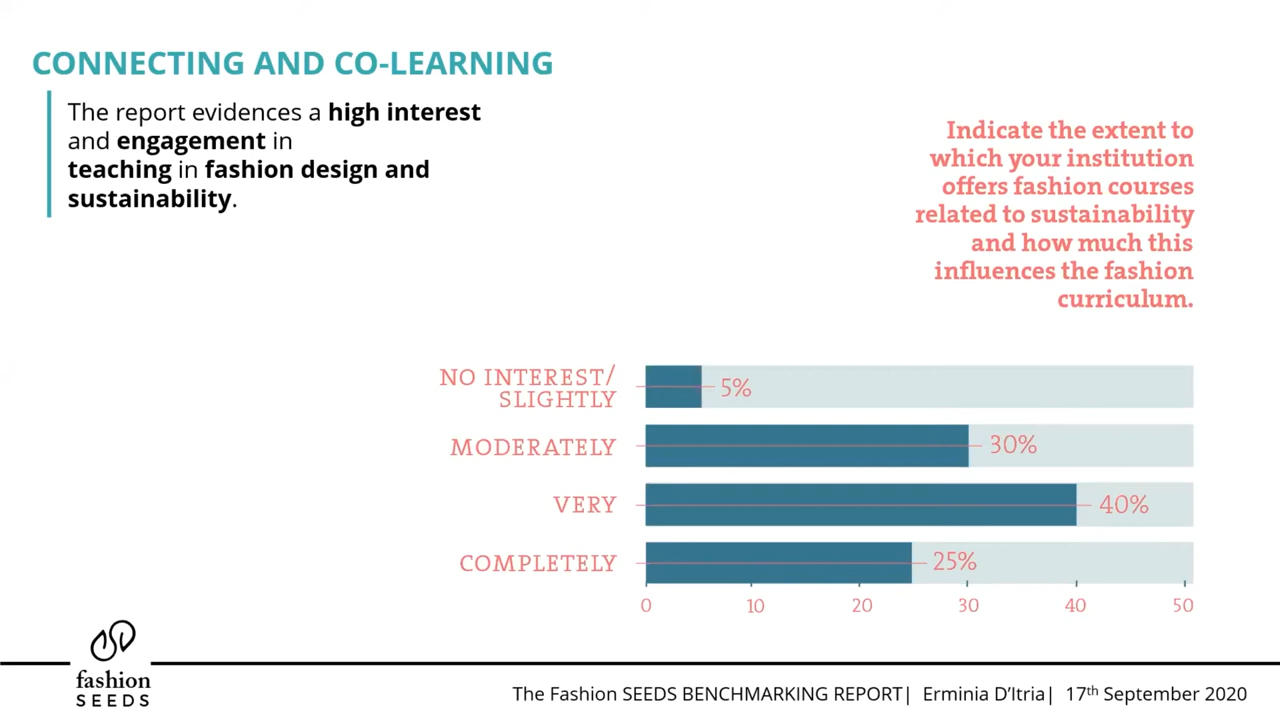 CONNECTING AND CO-LEARNING
The report evidences a high interest
and engagement in
teaching in fashion design and
sustainability.
Indicate the extent to
which your institution
offers fashion courses
related to sustainability
and how much this
influences the fashion
curriculum.
NO INTEREST/
SLIGHTLY
5%
MODERATELY
30%
VERY
40%
COMPLETELY
25%
0 10 20 30 40 50
fashion
SEEDS
The Fashion SEEDS BENCHMARKING REPORT| Erminia D’Itria| 17th September 2020